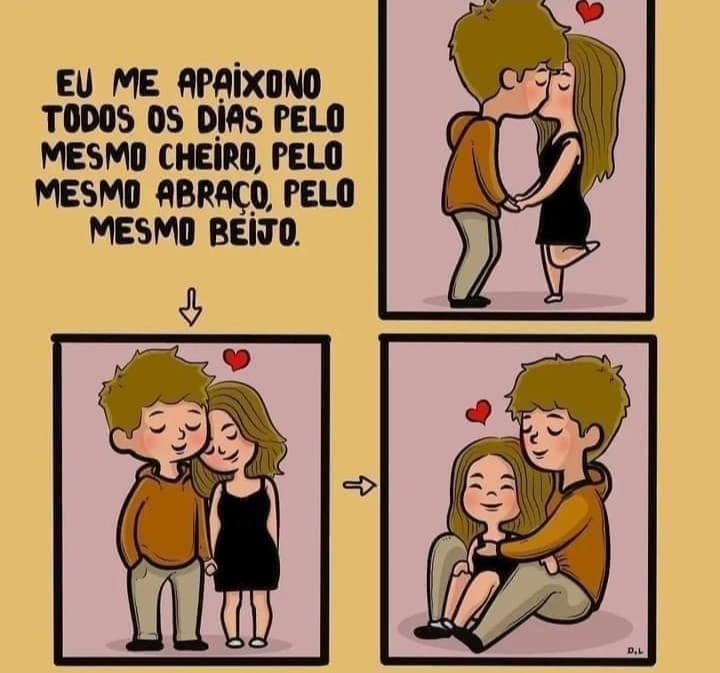 EU ME APAIXONO
TODOS OS DIAS PELO
MESMO CHEIRO, PELO
MESMO ABRAÇO, PELO
MESMO BEIJO.
D.L